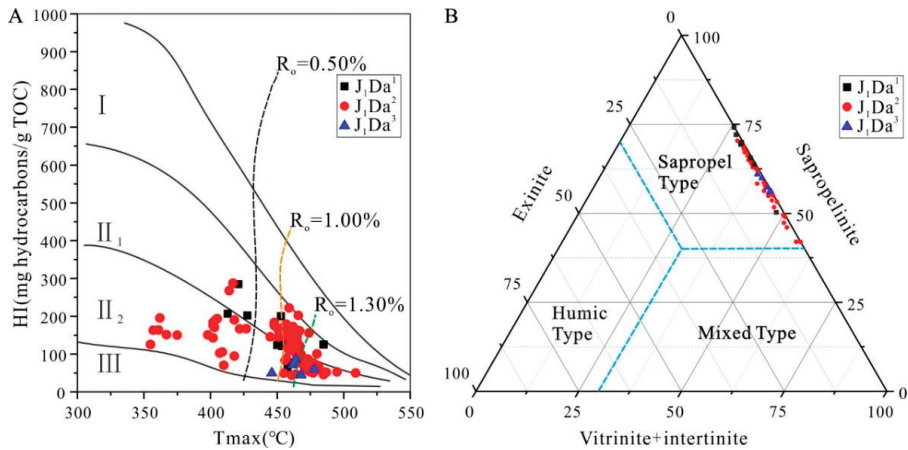 A
1000
900
800
700
600
500
400
300
200
100
0
HI(mg hydrocarbons/g TOC)
I
II₁
II₂
III
Rₒ=0.50%
Rₒ=1.00%
Rₒ=1.30%
J₁Da¹
J₁Da²
J₁Da³
300
350
400
450
500
550
Tmax(℃)
B
0
100
25
75
50
50
75
25
100
0
Exinite
Sapropelinite
Sapropel
Type
Humic
Type
Mixed Type
J₁Da¹
J₁Da²
J₁Da³
0
25
50
75
100
Vitrinite+intertinite